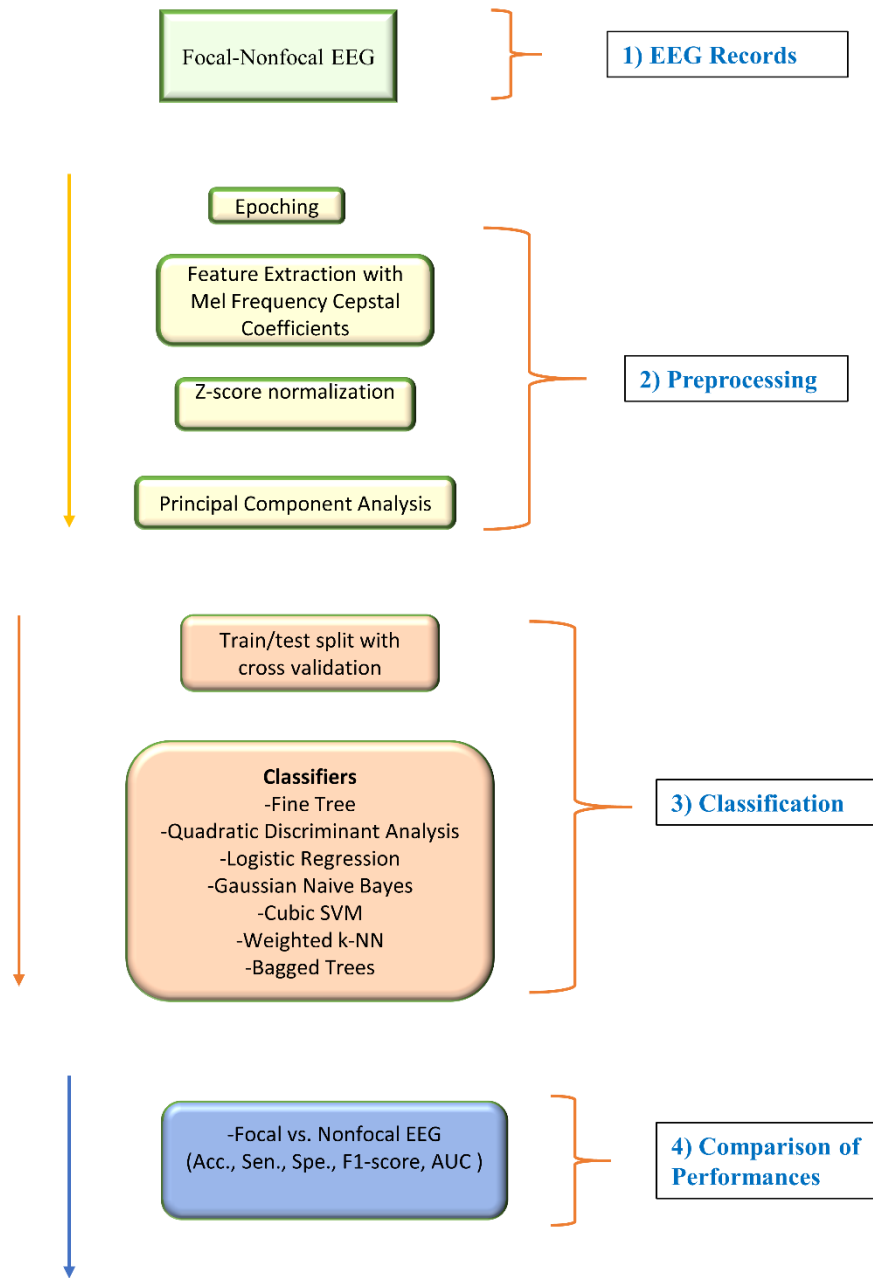 Focal-Nonfocal EEG
1) EEG Records
Epoching
Feature Extraction with
Mel Frequency Cepstal
Coefficients
Z-score normalization
2) Preprocessing
Principal Component Analysis
Train/test split with
cross validation
Classifiers
-Fine Tree
-Quadratic Discriminant Analysis
-Logistic Regression
-Gaussian Naive Bayes
-Cubic SVM
-Weighted k-NN
-Bagged Trees
3) Classification
-Focal vs. Nonfocal EEG
(Acc., Sen., Spe., F1-score, AUC )
4) Comparison of
Performances